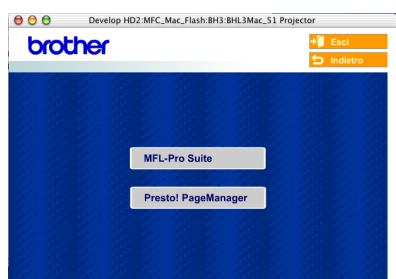 Develop HD2:MFC_Mac_Flash:BH3:BHL3Mac_S1 Projector
brother
Esci
Indietro
MFL-Pro Suite
Presto! PageManager